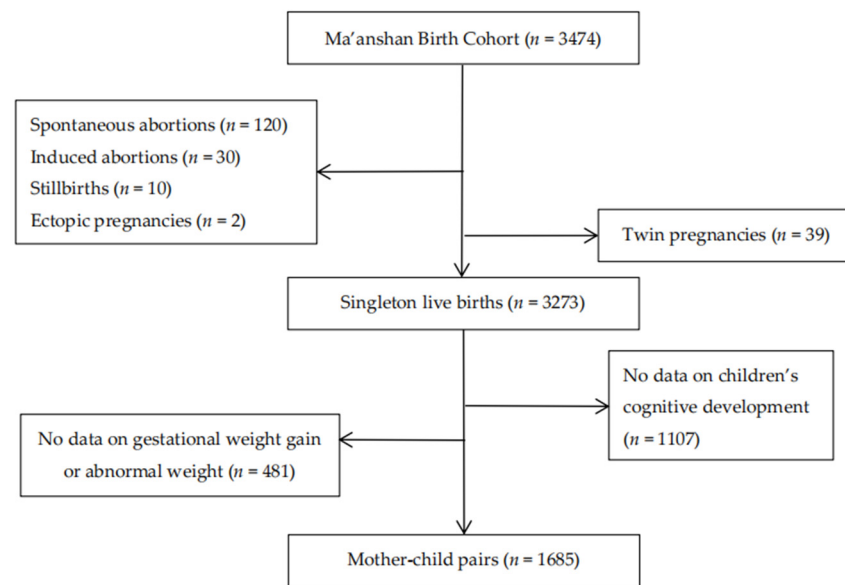 Ma’anshan Birth Cohort (n = 3474)
Spontaneous abortions (n = 120)
Induced abortions (n = 30)
Stillbirths (n = 10)
Ectopic pregnancies (n = 2)
Twin pregnancies (n = 39)
Singleton live births (n = 3273)
No data on children’s
cognitive development
(n = 1107)
No data on gestational weight gain
or abnormal weight (n = 481)
Mother-child pairs (n = 1685)